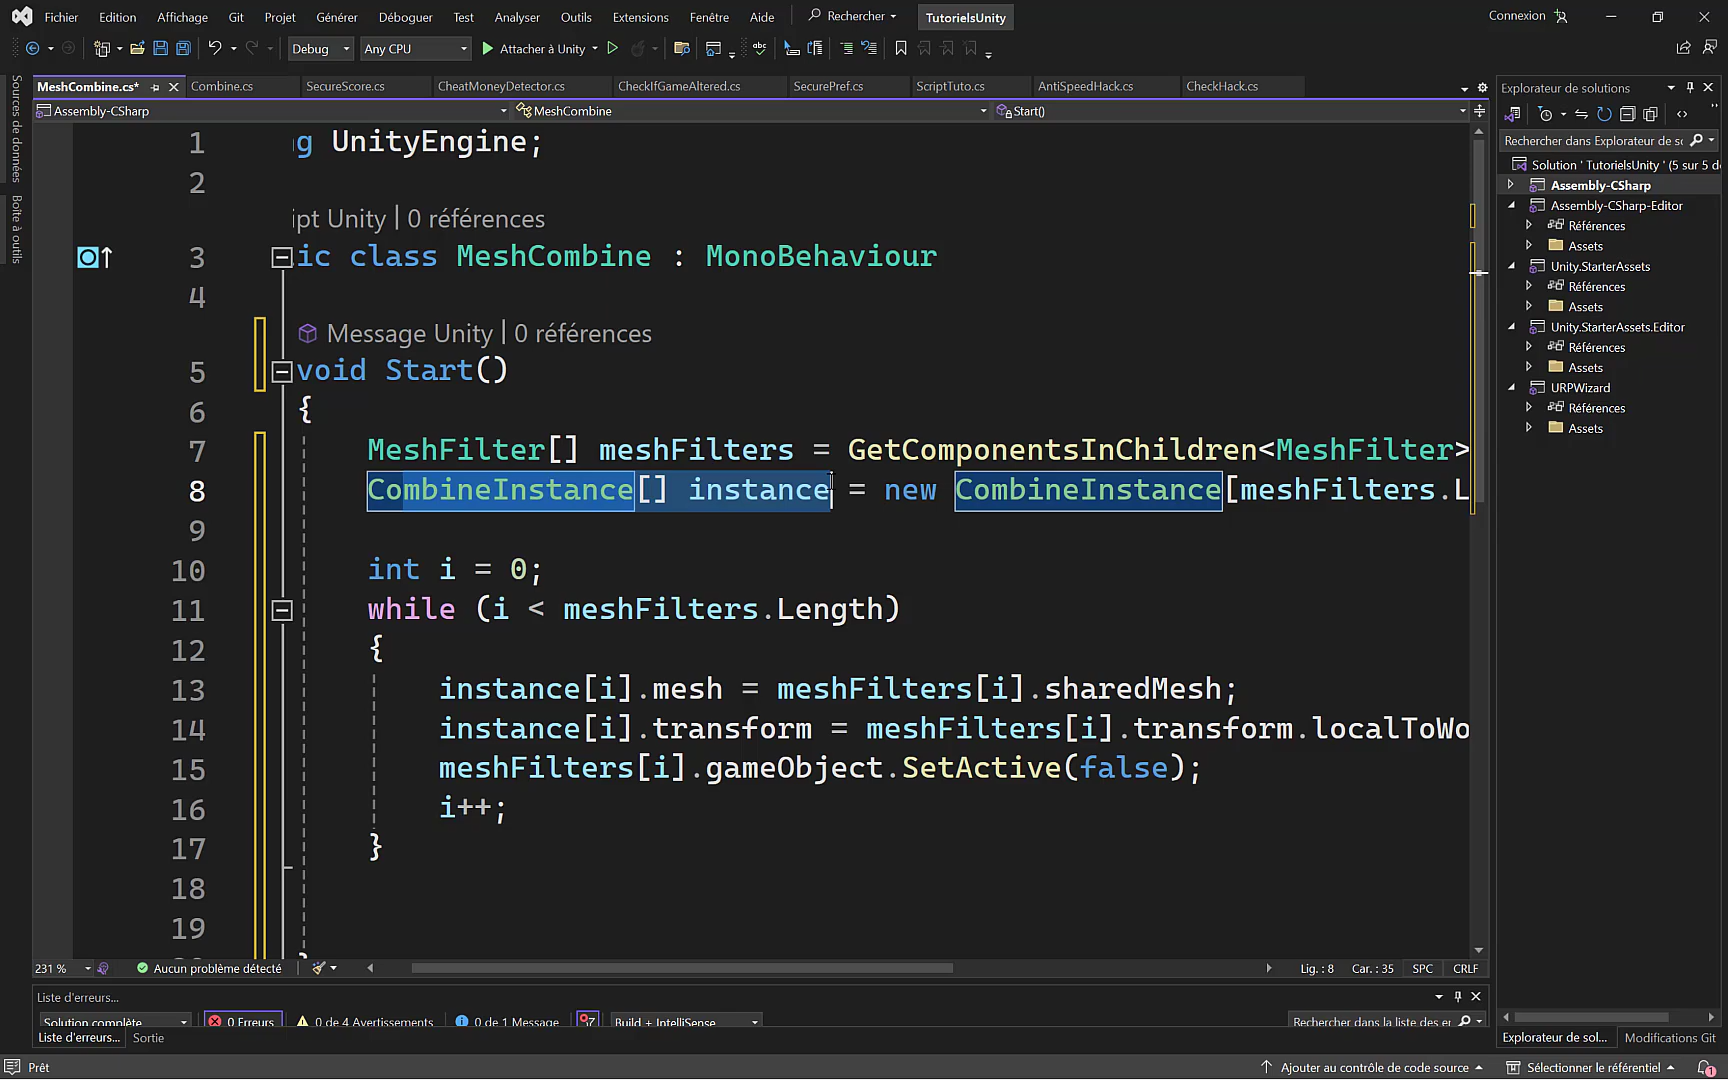 Fichier Edition Affichage Git Projet Générer Déboguer Test Analyser Outils Extensions Fenêtre Aide Rechercher TutorielsUnity Connexion
Debug Any CPU Attacher à Unity
MeshCombine.cs* Combine.cs SecureScore.cs CheatMoneyDetector.cs CheckIfGameAltered.cs SecurePref.cs ScriptTuto.cs AntiSpeedHack.cs CheckHack.cs
Assembly-CSharp MeshCombine Start()
Sources de données
Boîte à outils
1 g UnityEngine;
2
ipt Unity | 0 références
3 ic class MeshCombine : MonoBehaviour
4
Message Unity | 0 références
5 void Start()
6 {
7 MeshFilter[] meshFilters = GetComponentsInChildren<MeshFilter>
8 CombineInstance[] instance = new CombineInstance[meshFilters.L
9
10 int i = 0;
11 while (i < meshFilters.Length)
12 {
13 instance[i].mesh = meshFilters[i].sharedMesh;
14 instance[i].transform = meshFilters[i].transform.localToWo
15 meshFilters[i].gameObject.SetActive(false);
16 i++;
17 }
18
19
231 % Aucun problème détecté Lig. : 8 Car. : 35 SPC CRLF
Liste d'erreurs...
Solution complète 0 Erreurs 0 de 4 Avertissements 0 de 1 Message Build + IntelliSense Rechercher dans la liste des er
Liste d'erreurs... Sortie
Explorateur de solutions
Rechercher dans Explorateur de so
Solution ' TutorielsUnity ' (5 sur 5 d
Assembly-CSharp
Assembly-CSharp-Editor
Références
Assets
Unity.StarterAssets
Références
Assets
Unity.StarterAssets.Editor
Références
Assets
URPWizard
Références
Assets
Explorateur de sol... Modifications Git
Prêt Ajouter au contrôle de code source Sélectionner le référentiel 1